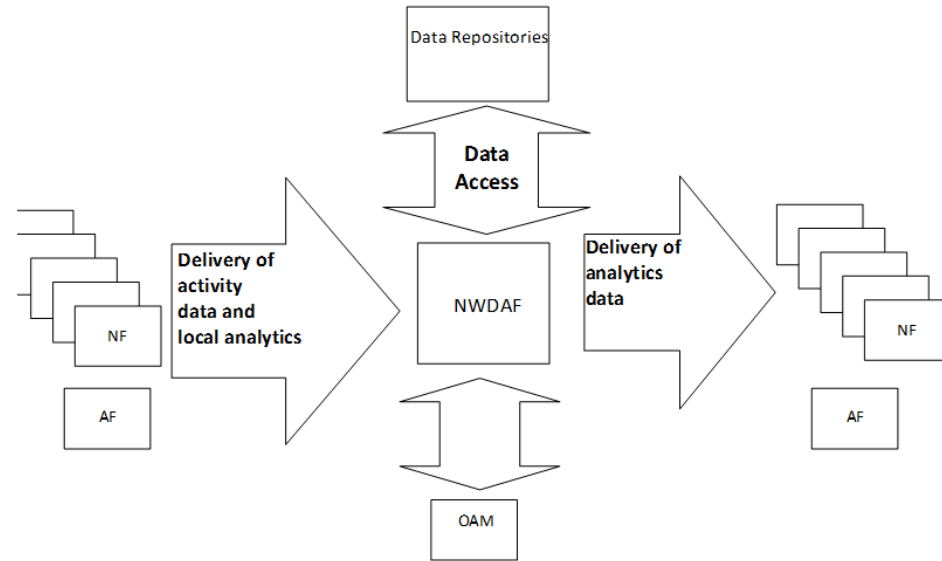 Data Repositories
Data
Access
Delivery of
activity
data and
local analytics
NWDAF
Delivery of
analytics
data
NF
AF
NF
AF
OAM